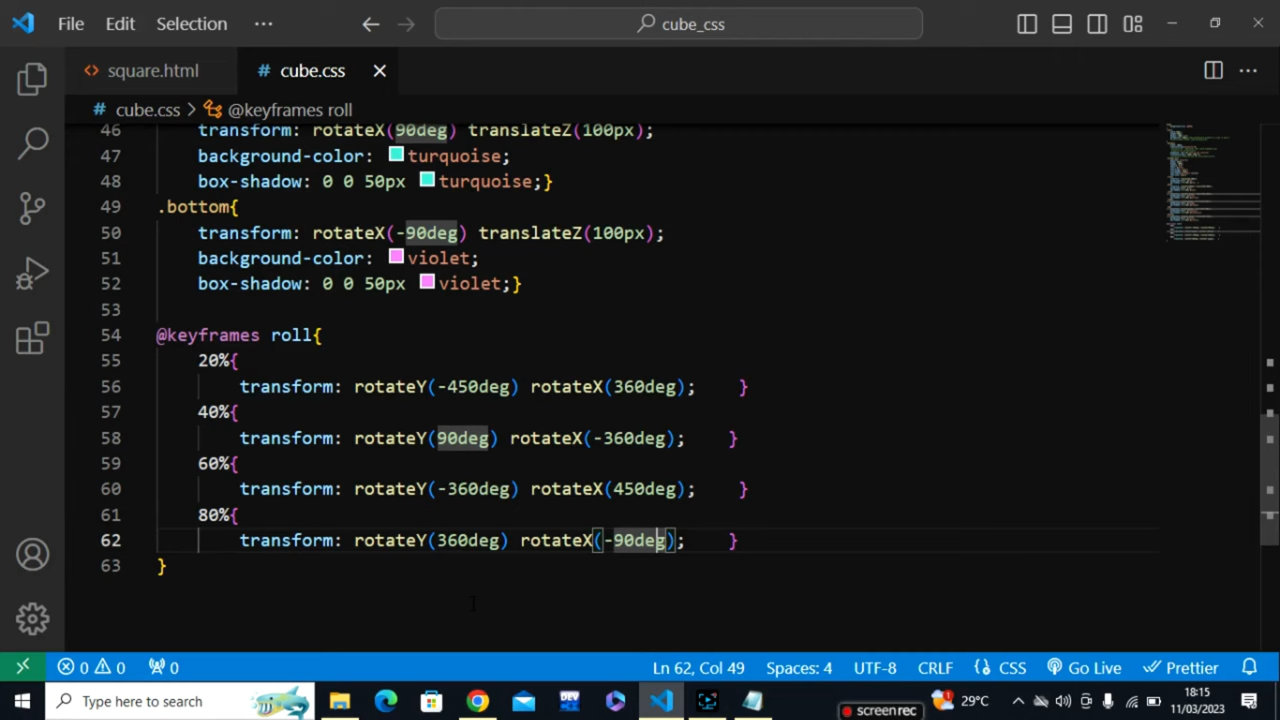 File Edit Selection ··· cube_css
square.html # cube.css
# cube.css > @keyframes roll
46 transform: rotateX(90deg) translateZ(100px);
47 background-color: turquoise;
48 box-shadow: 0 0 50px turquoise;}
49 .bottom{
50 transform: rotateX(-90deg) translateZ(100px);
51 background-color: violet;
52 box-shadow: 0 0 50px violet;}
53
54 @keyframes roll{
55 20%{
56 transform: rotateY(-450deg) rotateX(360deg); }
57 40%{
58 transform: rotateY(90deg) rotateX(-360deg); }
59 60%{
60 transform: rotateY(-360deg) rotateX(450deg); }
61 80%{
62 transform: rotateY(360deg) rotateX(-90deg); }
63 }
0 0 0 Ln 62, Col 49 Spaces: 4 UTF-8 CRLF CSS Go Live Prettier
Type here to search DEV screenrec 29°C 18:15
11/03/2023